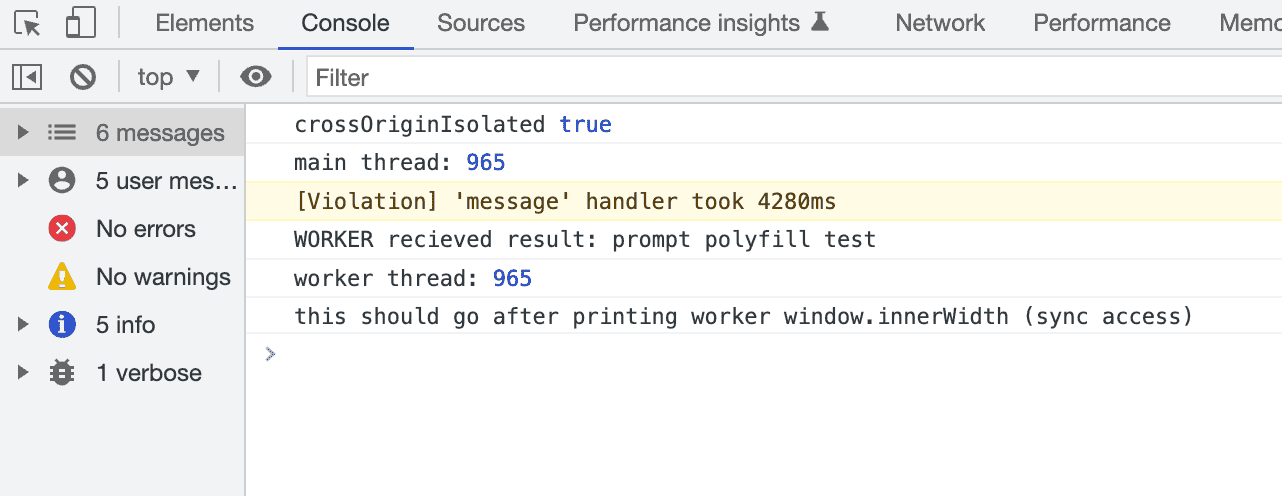 Elements Console Sources Performance insights Network Performance Memo
top Filter
6 messages
5 user mes...
No errors
No warnings
5 info
1 verbose
crossOriginIsolated true
main thread: 965
[Violation] 'message' handler took 4280ms
WORKER recieved result: prompt polyfill test
worker thread: 965
this should go after printing worker window.innerWidth (sync access)
>